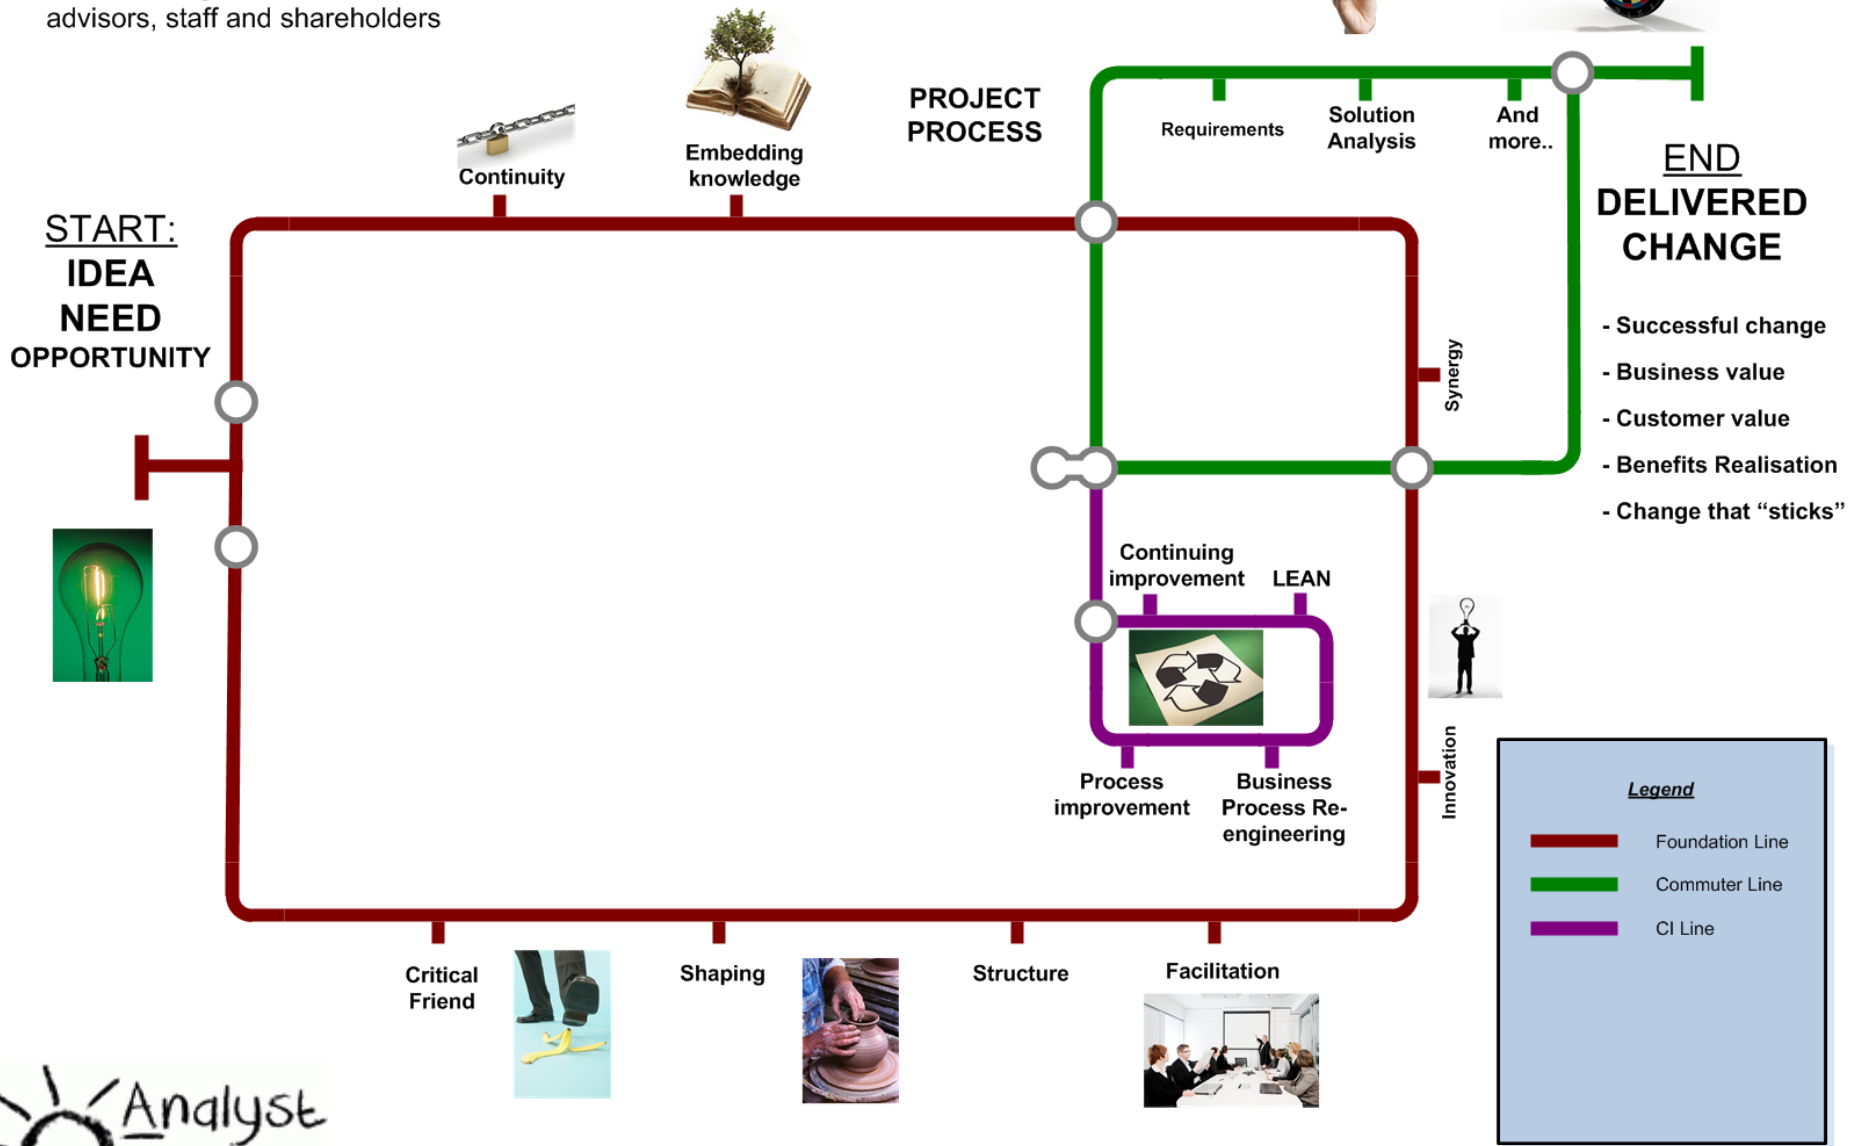 advisors, staff and shareholders
PROJECT
PROCESS
Requirements
Solution
Analysis
And
more..
Continuity
Embedding
knowledge
START:
IDEA
NEED
OPPORTUNITY
END
DELIVERED
CHANGE
- Successful change
- Business value
- Customer value
- Benefits Realisation
- Change that “sticks”
Synergy
Continuing
improvement
LEAN
Process
improvement
Business
Process Re-
engineering
Innovation
Legend
Foundation Line
Commuter Line
CI Line
Critical
Friend
Shaping
Structure
Facilitation
Analyst